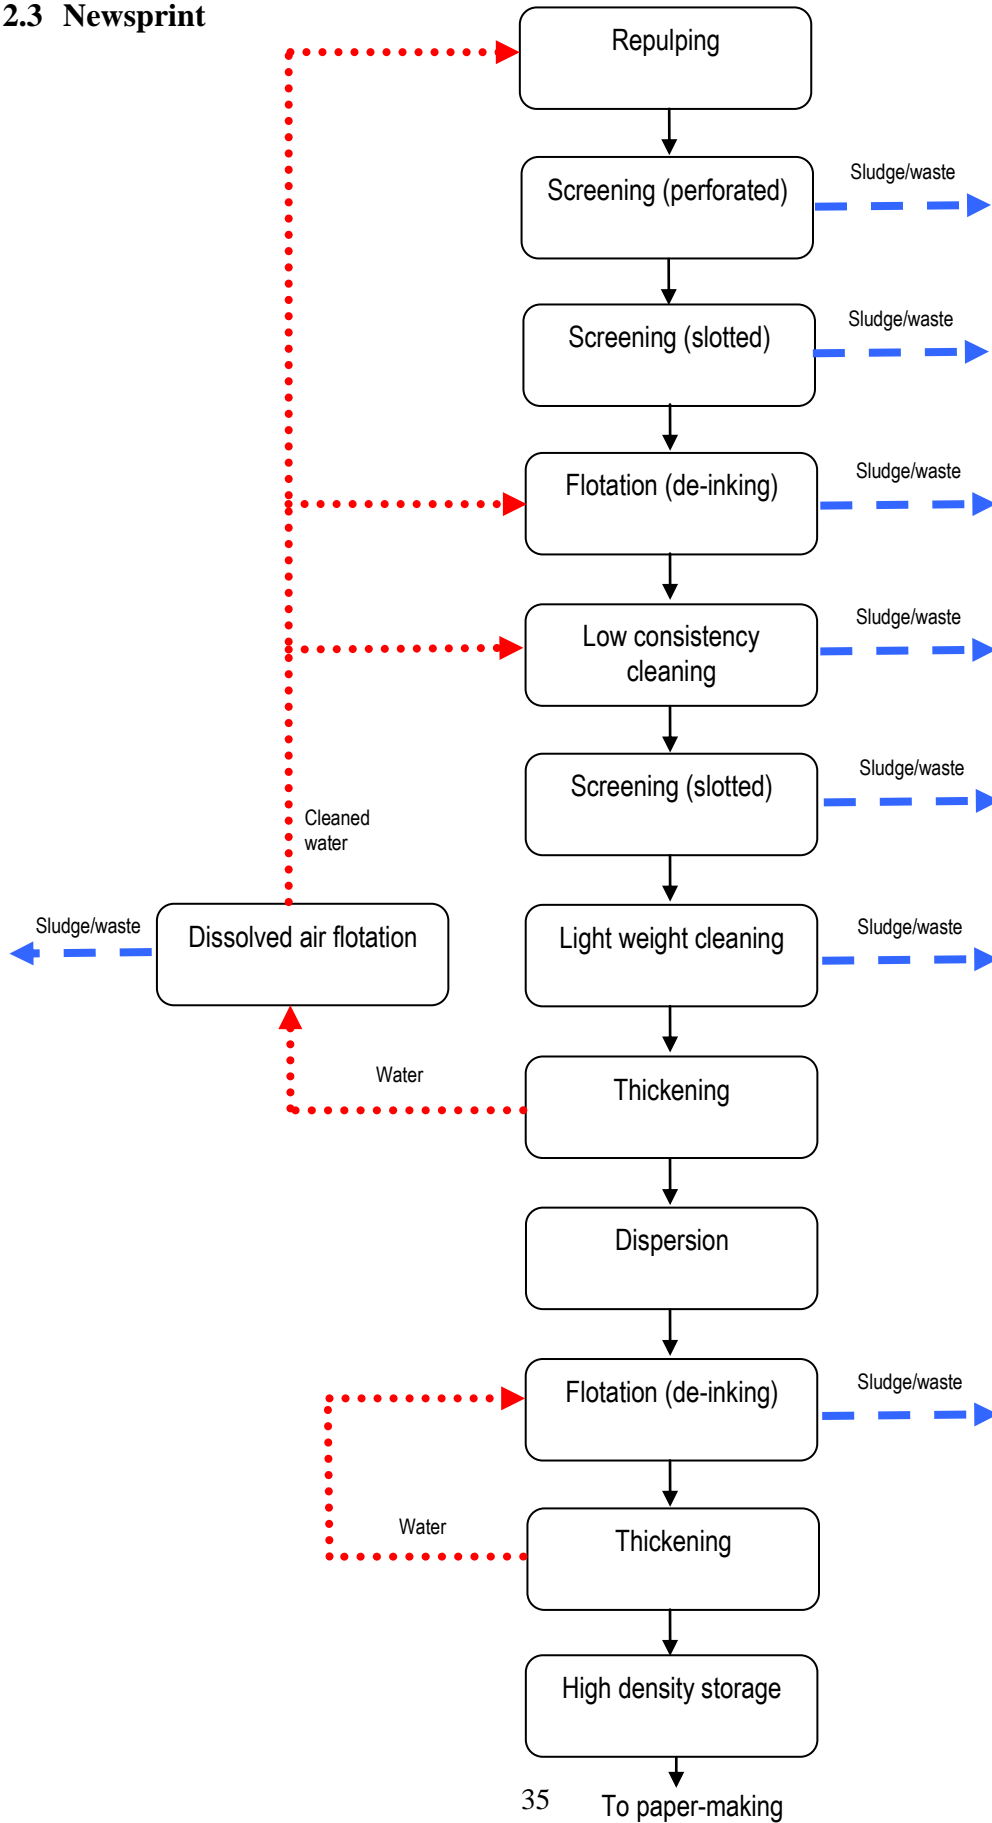 2.3 Newsprint
Repulping
Screening (perforated)
Sludge/waste
Screening (slotted)
Sludge/waste
Flotation (de-inking)
Sludge/waste
Low consistency
cleaning
Sludge/waste
Screening (slotted)
Sludge/waste
Cleaned
water
Sludge/waste
Dissolved air flotation
Light weight cleaning
Sludge/waste
Water
Thickening
Dispersion
Flotation (de-inking)
Sludge/waste
Water
Thickening
High density storage
35
To paper-making